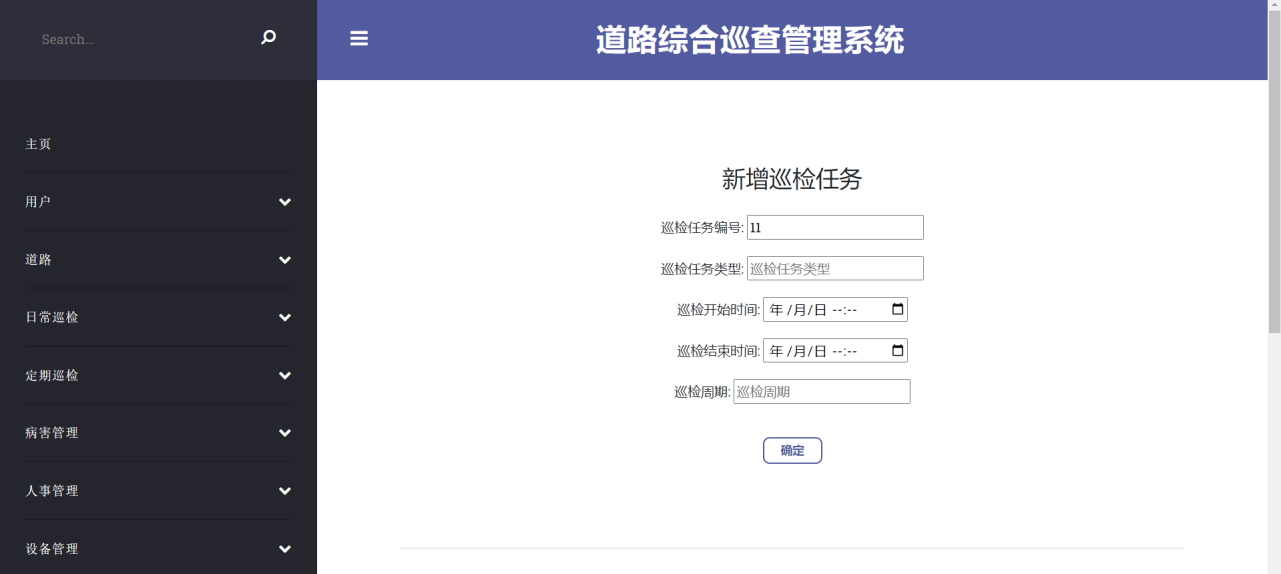 Search...
道路综合巡查管理系统
主页
用户
道路
日常巡检
定期巡检
病害管理
人事管理
设备管理
新增巡检任务
巡检任务编号: 11
巡检任务类型: 巡检任务类型
巡检开始时间: 年 /月/日 --:--
巡检结束时间: 年 /月/日 --:--
巡检周期: 巡检周期
确定